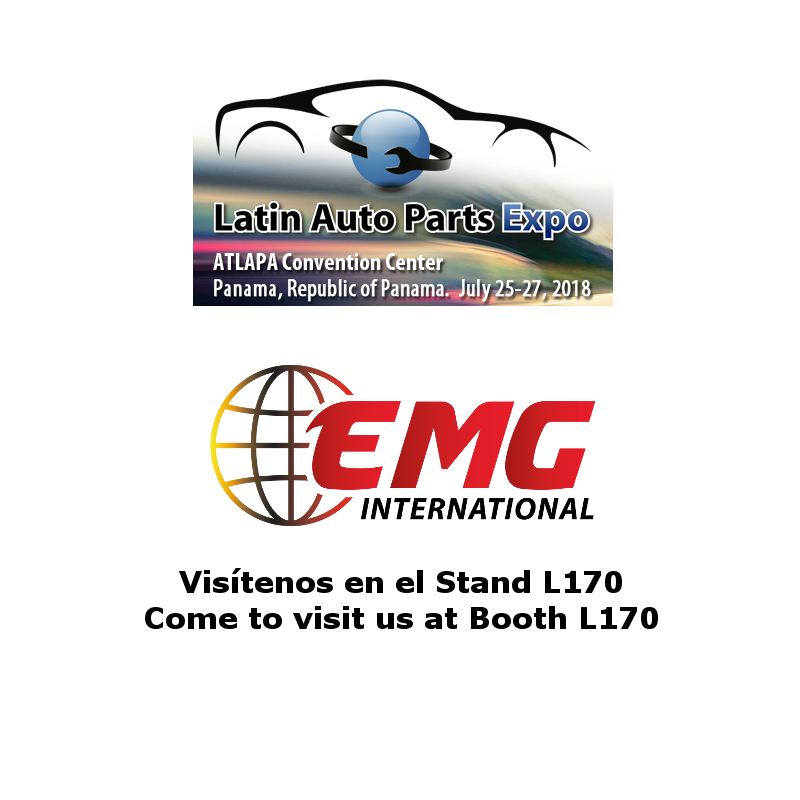 Latin Auto Parts Expo
ATLAPA Convention Center
Panama, Republic of Panama. July 25-27, 2018
EMG
INTERNATIONAL
Visítenos en el Stand L170
Come to visit us at Booth L170